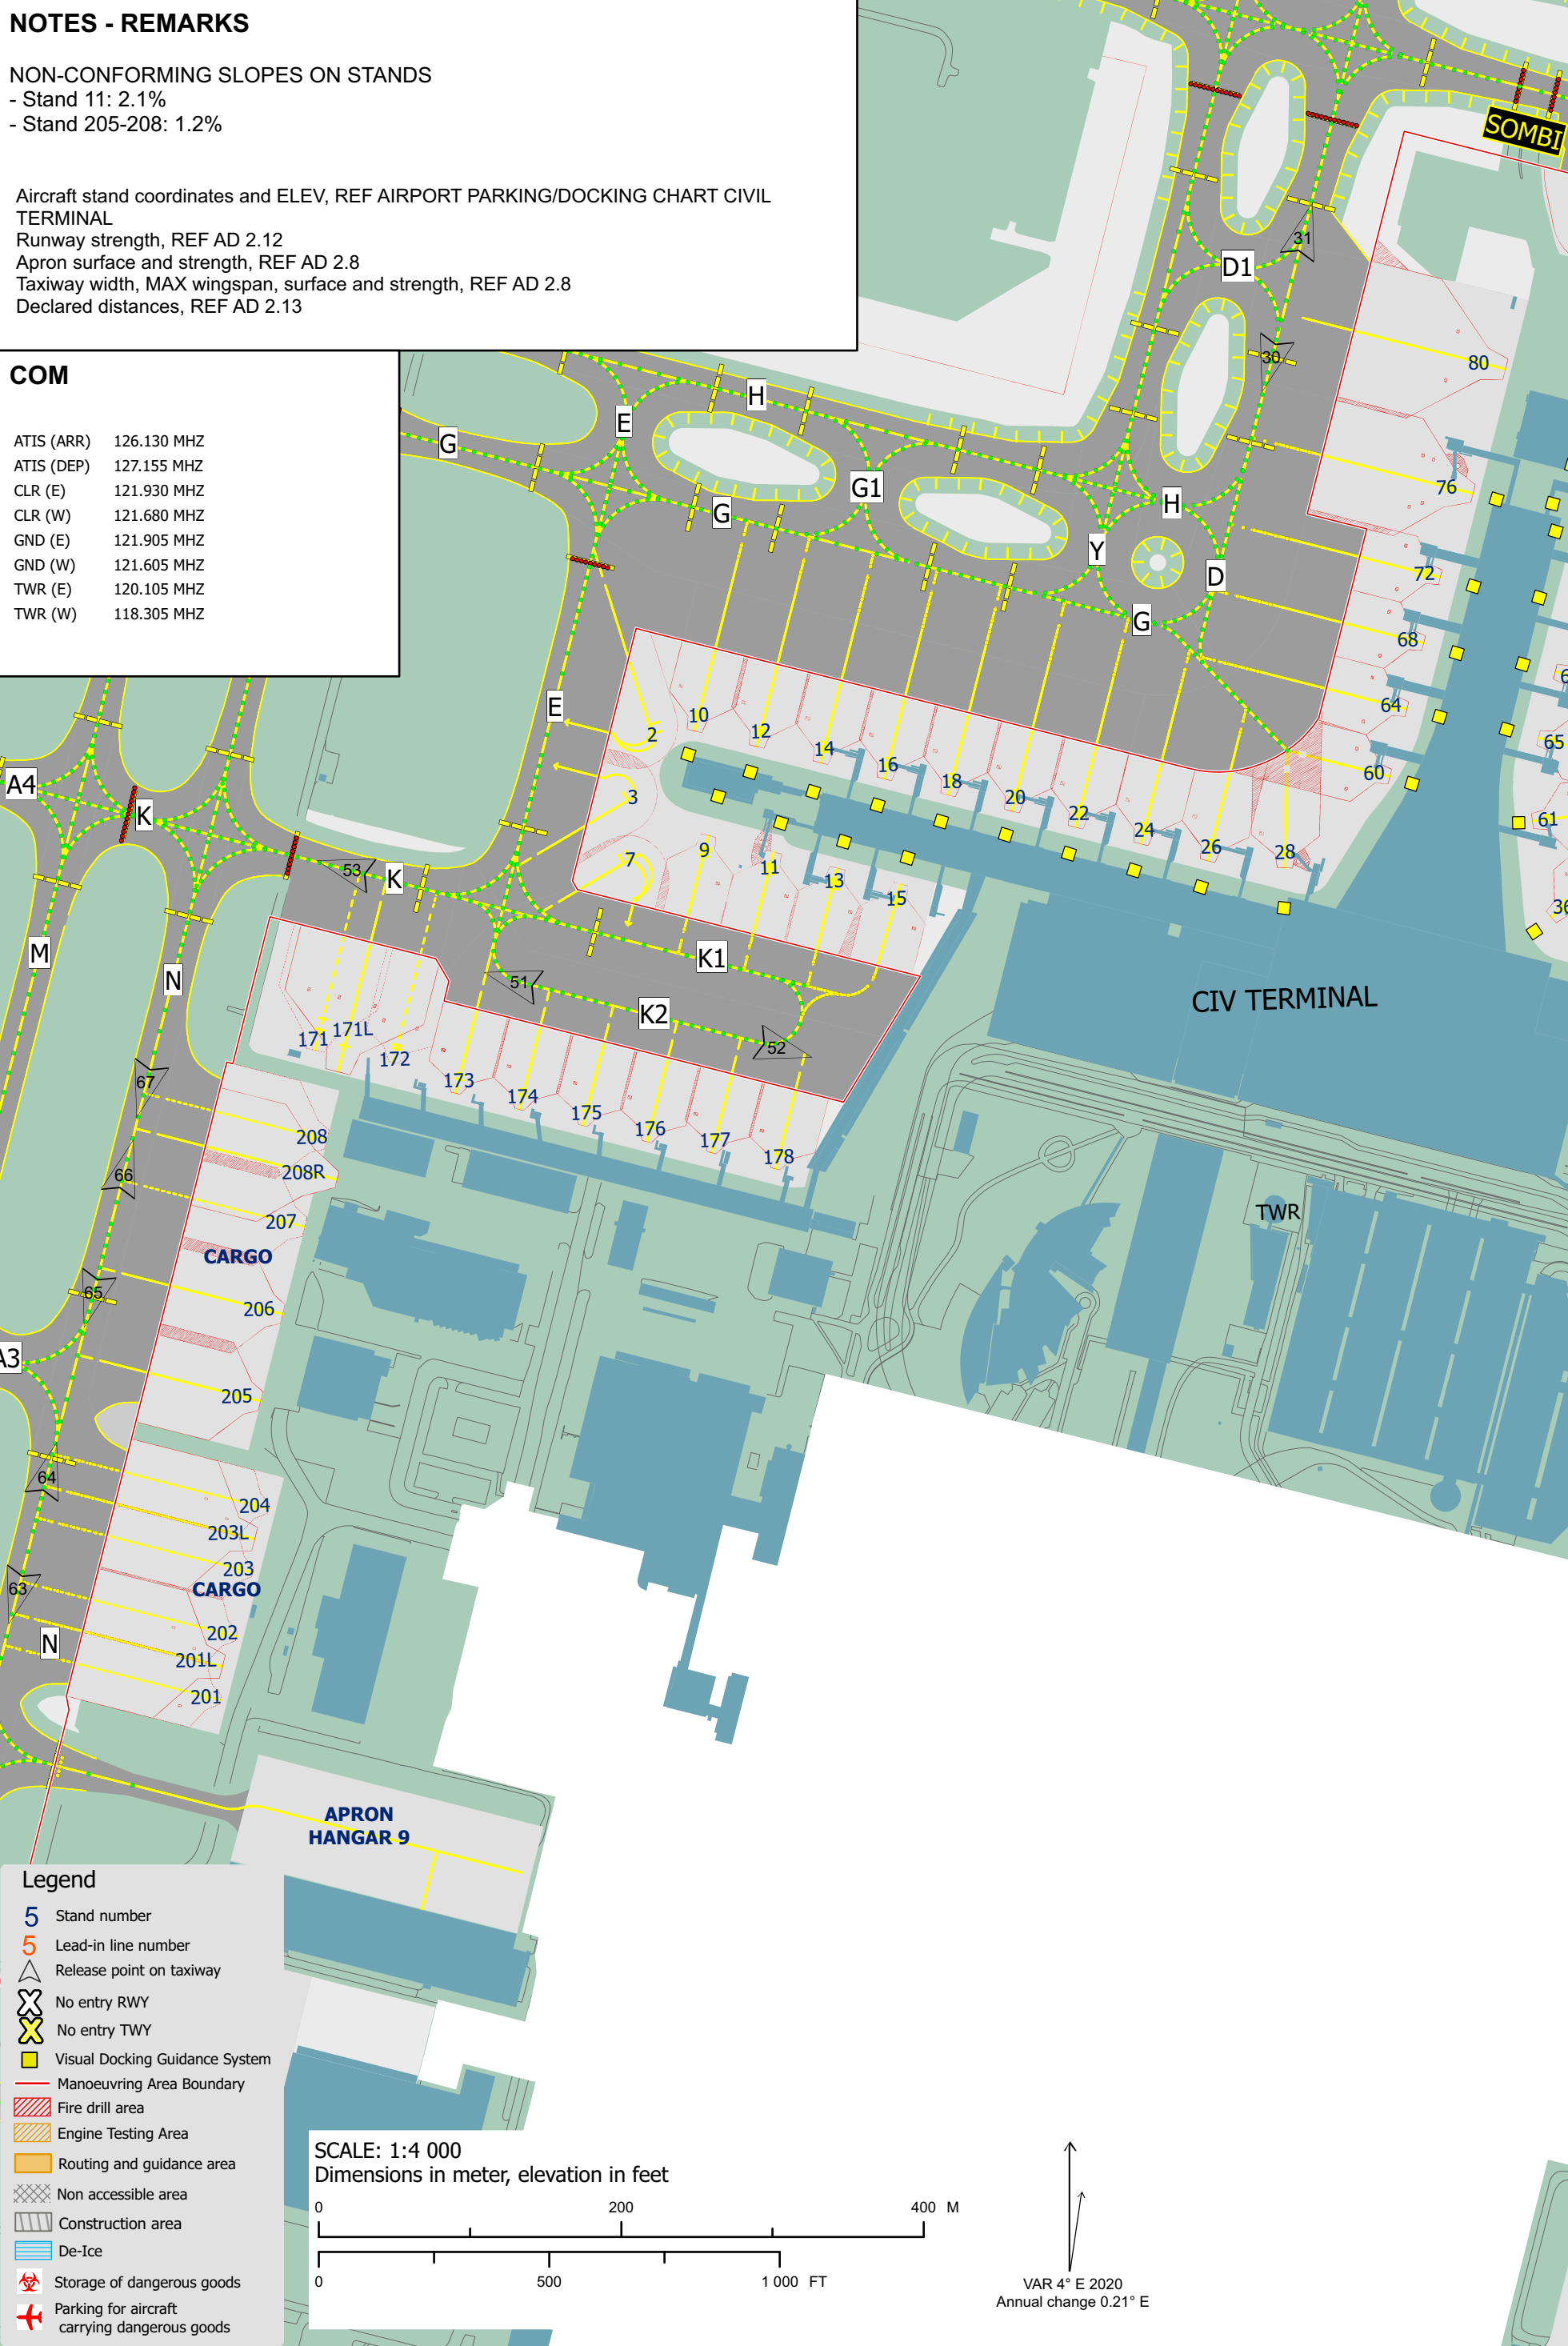 NOTES - REMARKS
NON-CONFORMING SLOPES ON STANDS
- Stand 11: 2.1%
- Stand 205-208: 1.2%
Aircraft stand coordinates and ELEV, REF AIRPORT PARKING/DOCKING CHART CIVIL
TERMINAL
Runway strength, REF AD 2.12
Apron surface and strength, REF AD 2.8
Taxiway width, MAX wingspan, surface and strength, REF AD 2.8
Declared distances, REF AD 2.13
COM
ATIS (ARR) 126.130 MHZ
ATIS (DEP) 127.155 MHZ
CLR (E) 121.930 MHZ
CLR (W) 121.680 MHZ
GND (E) 121.905 MHZ
GND (W) 121.605 MHZ
TWR (E) 120.105 MHZ
TWR (W) 118.305 MHZ
SOMBI
31
D1
30
80
H
E
G
G1
76
G
H
Y
72
D
G
68
64
65
60
61
36
E
2
10
12
14
16
18
20
22
24
26
28
3
7
9
11
13
15
A4
K
53
K
M
N
K1
51
K2
52
CIV TERMINAL
171
171L
172
173
174
175
176
177
178
67
208
66
208R
207
CARGO
TWR
65
206
A3
205
64
204
203L
203
63
CARGO
202
N
201L
201
APRON
HANGAR 9
Legend
5 Stand number
5 Lead-in line number
Release point on taxiway
No entry RWY
No entry TWY
Visual Docking Guidance System
Manoeuvring Area Boundary
Fire drill area
Engine Testing Area
Routing and guidance area
Non accessible area
Construction area
De-Ice
Storage of dangerous goods
Parking for aircraft
carrying dangerous goods
SCALE: 1:4 000
Dimensions in meter, elevation in feet
0 200 400 M
0 500 1 000 FT
VAR 4° E 2020
Annual change 0.21° E